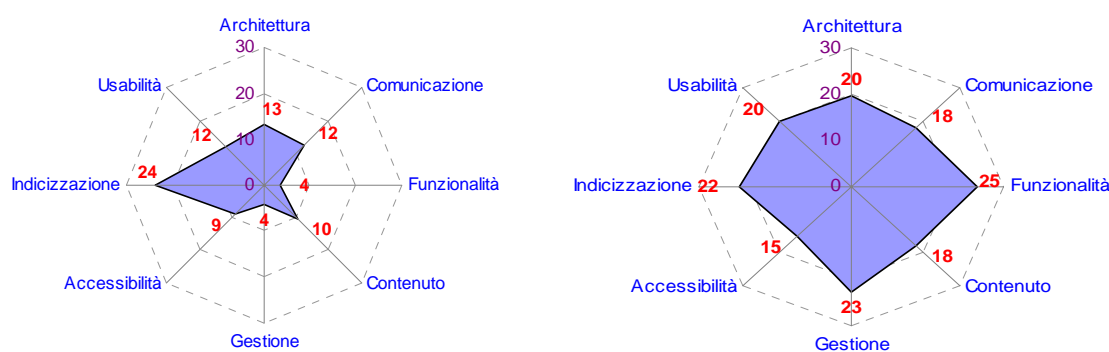 Architettura
30
Usabilità
Comunicazione
20
13
12
12
10
24
Indicizzazione
0
4
Funzionalità
9
4
10
Accessibilità
Contenuto
Gestione
Architettura
30
Usabilità
Comunicazione
20
20
20
18
10
Indicizzazione
22
0
25
Funzionalità
15
18
Accessibilità
Contenuto
23
Gestione